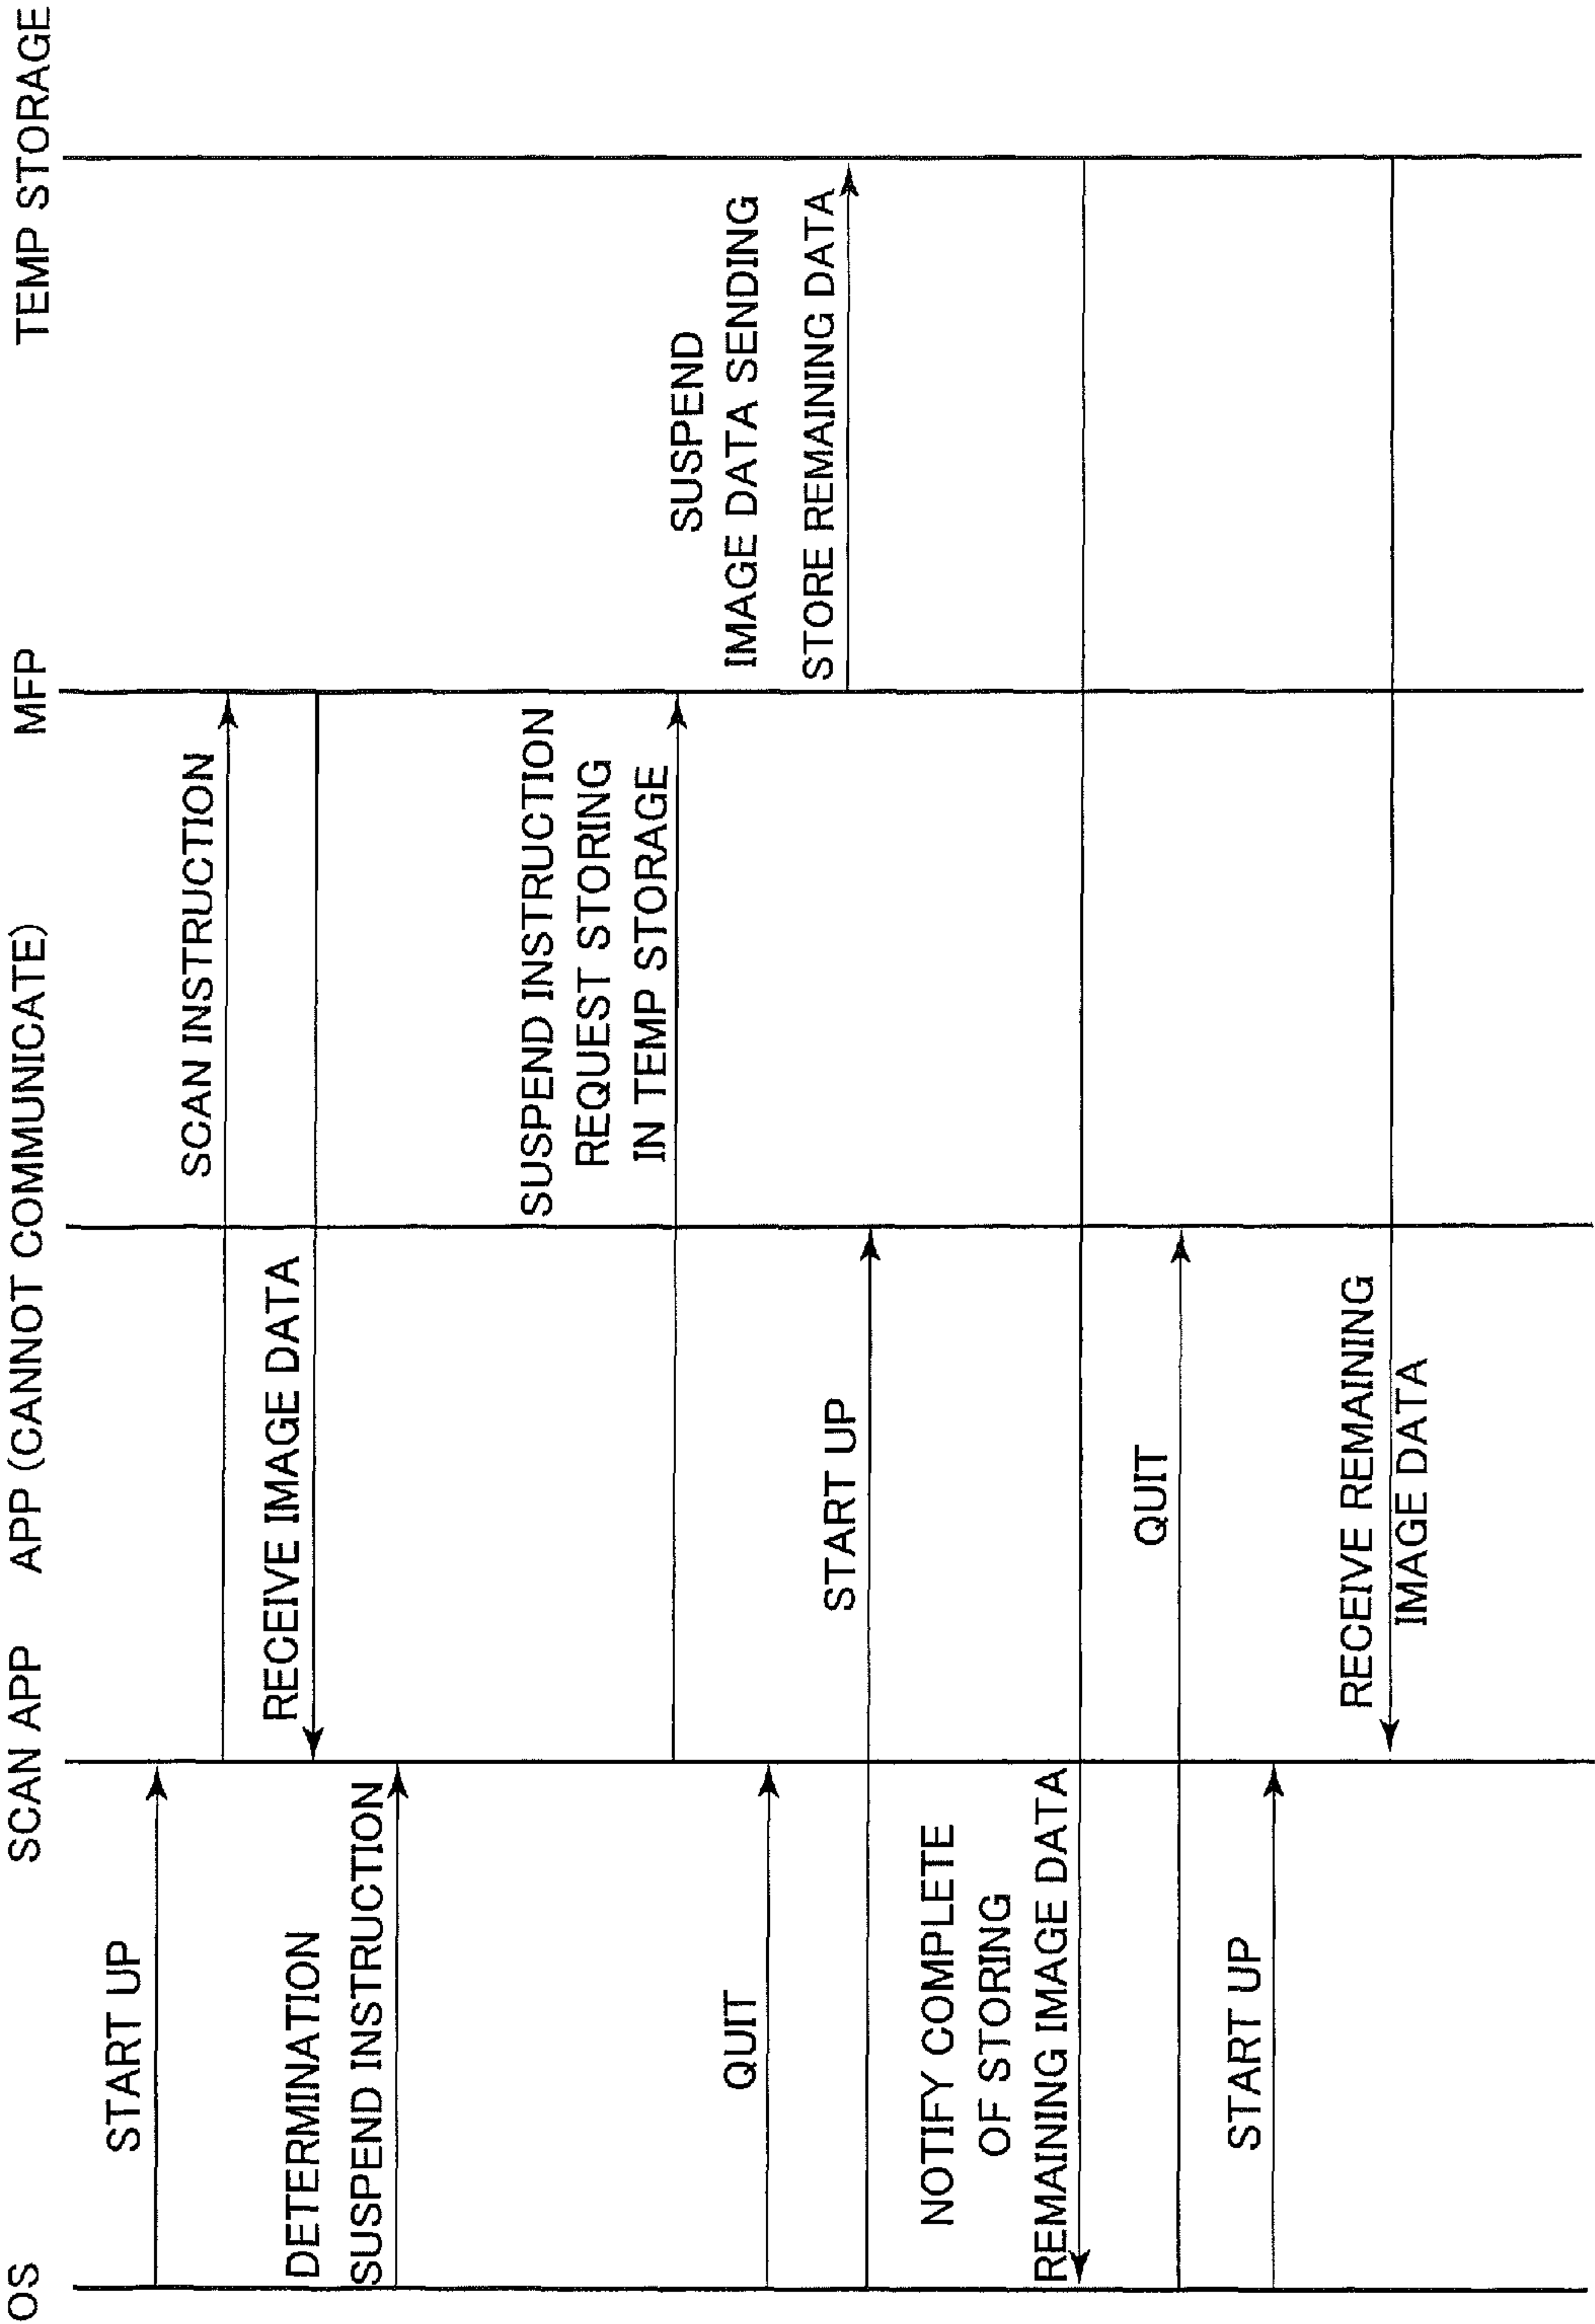 OS
SCAN APP
APP (CANNOT COMMUNICATE)
MFP
TEMP STORAGE
START UP
SCAN INSTRUCTION
RECEIVE IMAGE DATA
DETERMINATION
SUSPEND INSTRUCTION
SUSPEND INSTRUCTION
REQUEST STORING
IN TEMP STORAGE
SUSPEND
IMAGE DATA SENDING
QUIT
STORE REMAINING DATA
START UP
NOTIFY COMPLETE
OF STORING
REMAINING IMAGE DATA
QUIT
START UP
RECEIVE REMAINING
IMAGE DATA